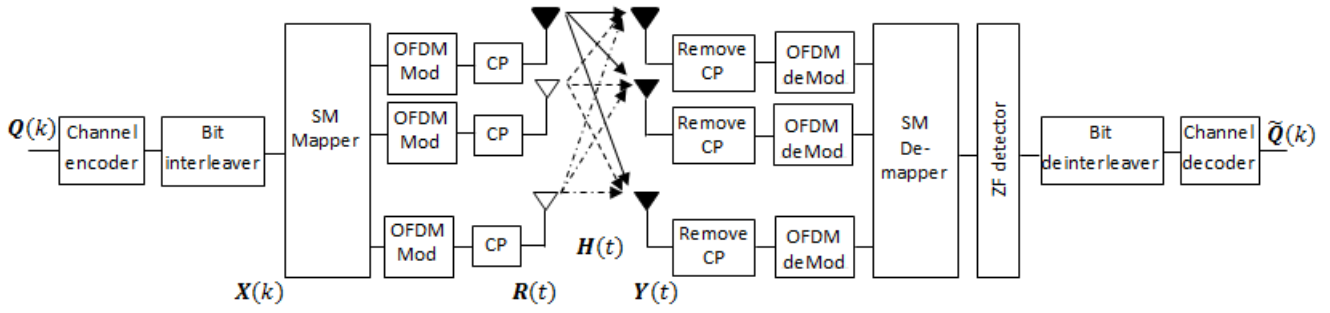 Q(k)
Channel
encoder
Bit
interleaver
SM
Mapper
X(k)
OFDM
Mod
CP
OFDM
Mod
CP
OFDM
Mod
CP
R(t)
H(t)
Y(t)
Remove
CP
OFDM
deMod
Remove
CP
OFDM
deMod
Remove
CP
OFDM
deMod
SM
De-
mapper
ZF detector
Bit
deinterleaver
Channel
decoder
Q̃(k)